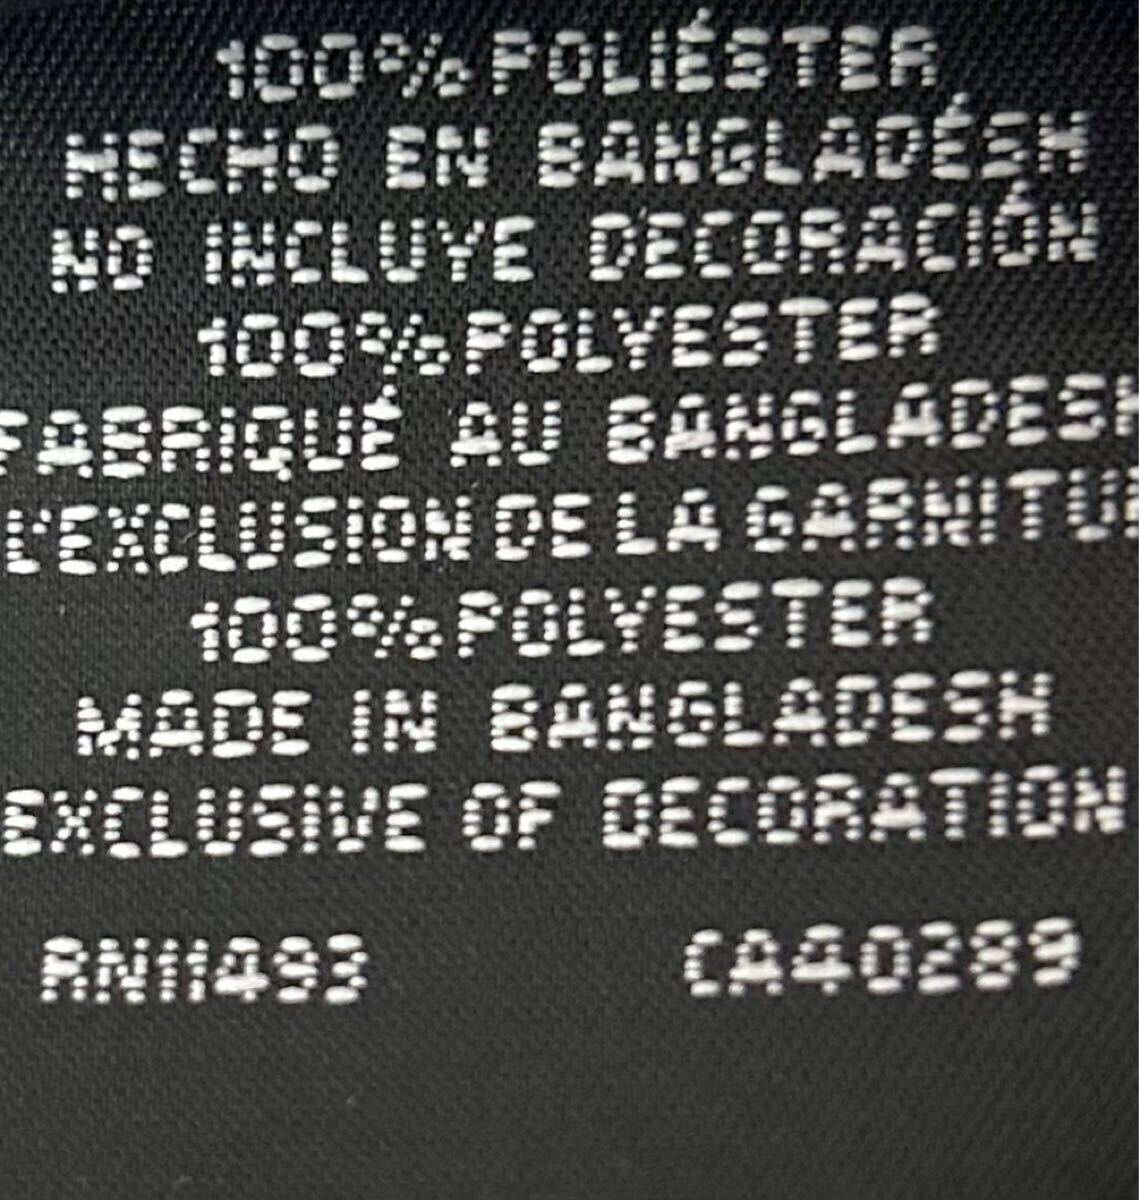 100% POLIÉSTER
HECHO EN BANGLADÉSH
NO INCLUYE DECORACIÓN
100% POLYESTER
FABRIQUÉ AU BANGLADESH
L'EXCLUSION DE LA
100% POLYESTER
MADE IN BANGLADESH
EXCLUSIVE OF DECORATION
RN11493 CA40289